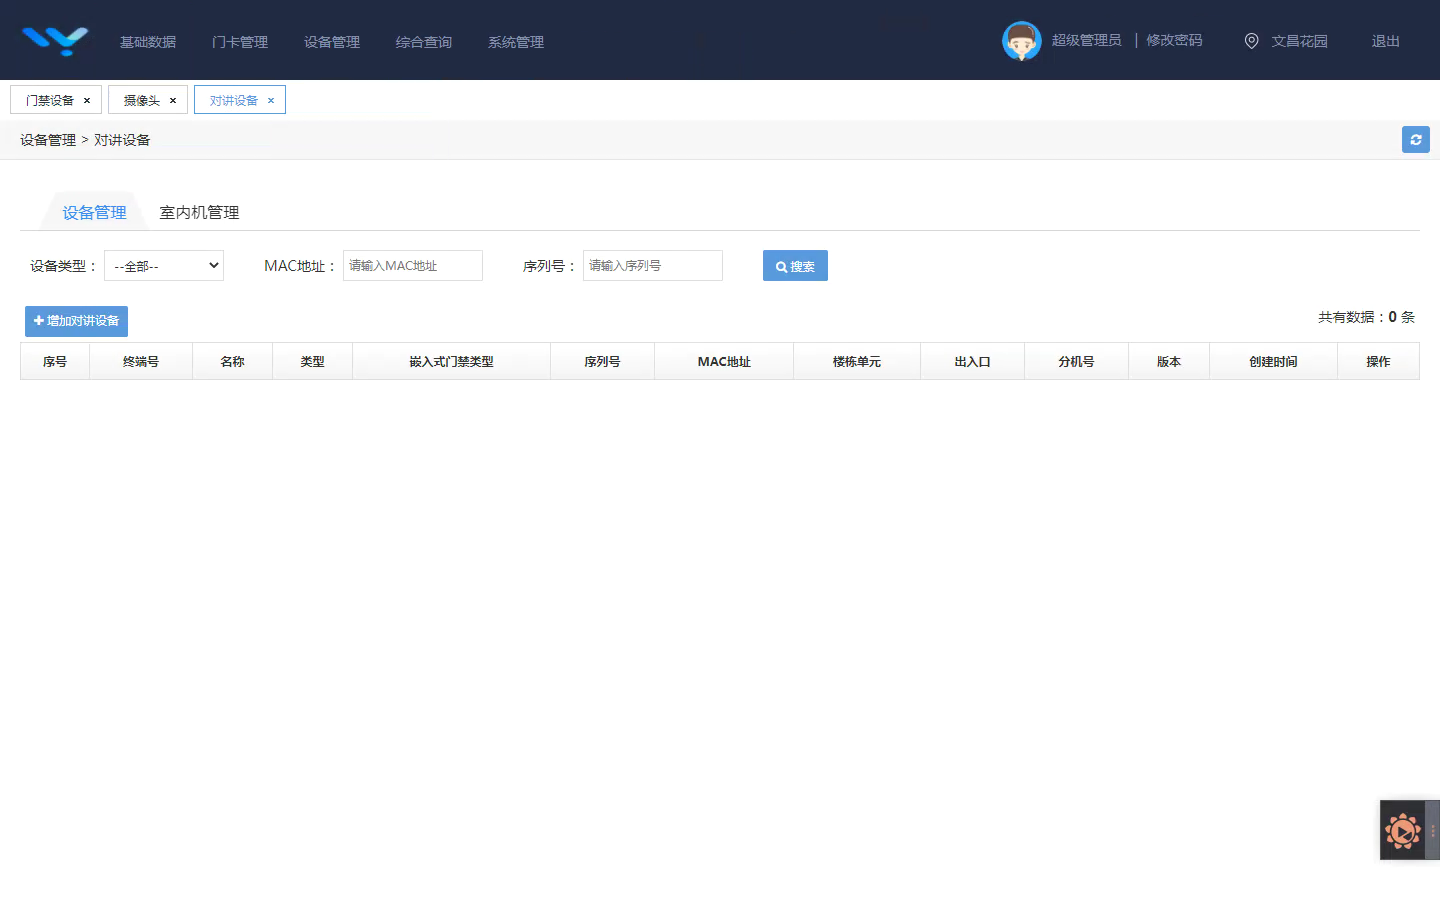 基础数据 门卡管理 设备管理 综合查询 系统管理 超级管理员 | 修改密码 文昌花园 退出
门禁设备 × 摄像头 × 对讲设备 ×
设备管理 > 对讲设备
设备管理 室内机管理
设备类型： --全部-- MAC地址： 请输入MAC地址 序列号： 请输入序列号 搜索
增加对讲设备 共有数据：0 条
序号 终端号 名称 类型 嵌入式门禁类型 序列号 MAC地址 楼栋单元 出入口 分机号 版本 创建时间 操作